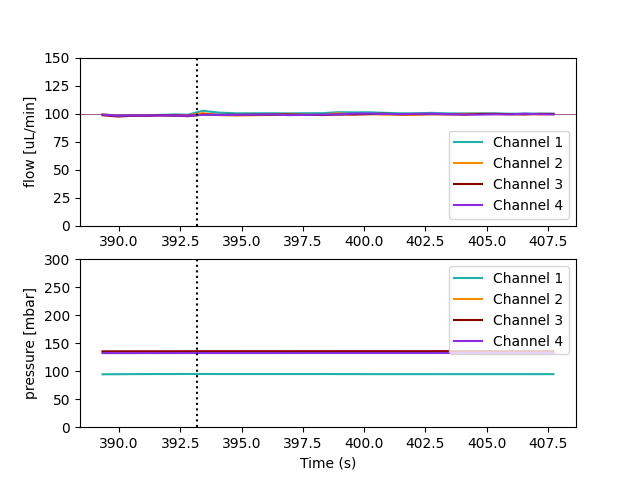 150
125
100
75
50
25
0
flow [uL/min]
Channel 1
Channel 2
Channel 3
Channel 4
390.0 392.5 395.0 397.5 400.0 402.5 405.0 407.5
300
250
200
150
100
50
0
pressure [mbar]
Channel 1
Channel 2
Channel 3
Channel 4
390.0 392.5 395.0 397.5 400.0 402.5 405.0 407.5
Time (s)